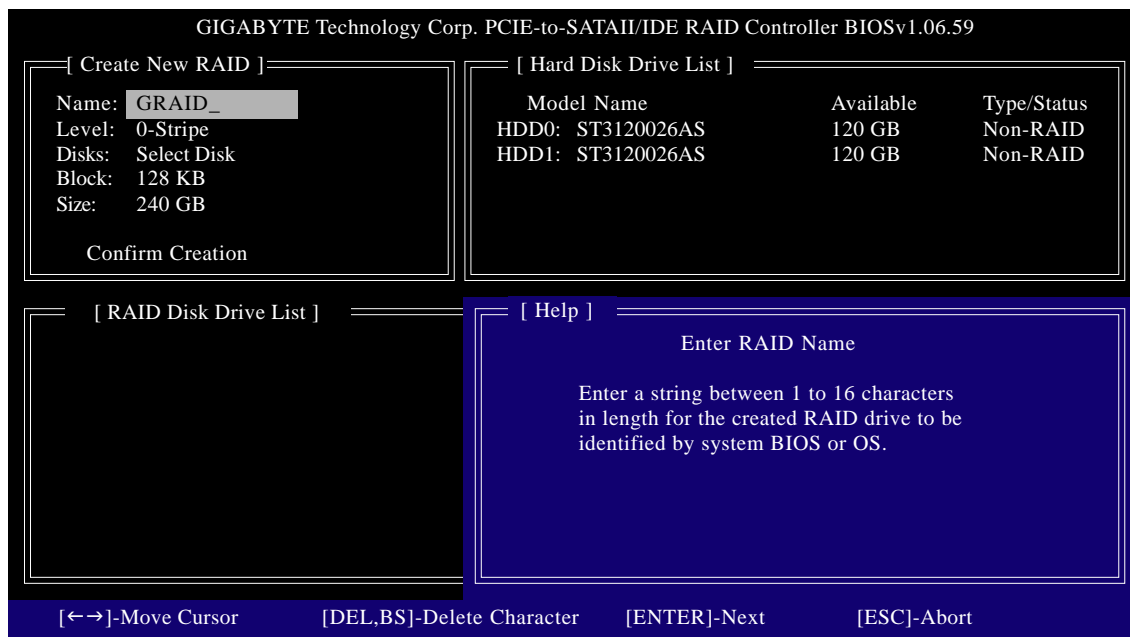 GIGABYTE Technology Corp. PCIE-to-SATAII/IDE RAID Controller BIOSv1.06.59
[ Create New RAID ]
Name: GRAID_
Level: 0-Stripe
Disks: Select Disk
Block: 128 KB
Size: 240 GB
Confirm Creation
[ Hard Disk Drive List ]
Model Name Available Type/Status
HDD0: ST3120026AS 120 GB Non-RAID
HDD1: ST3120026AS 120 GB Non-RAID
[ RAID Disk Drive List ]
[ Help ]
Enter RAID Name
Enter a string between 1 to 16 characters
in length for the created RAID drive to be
identified by system BIOS or OS.
[←→]-Move Cursor [DEL,BS]-Delete Character [ENTER]-Next [ESC]-Abort